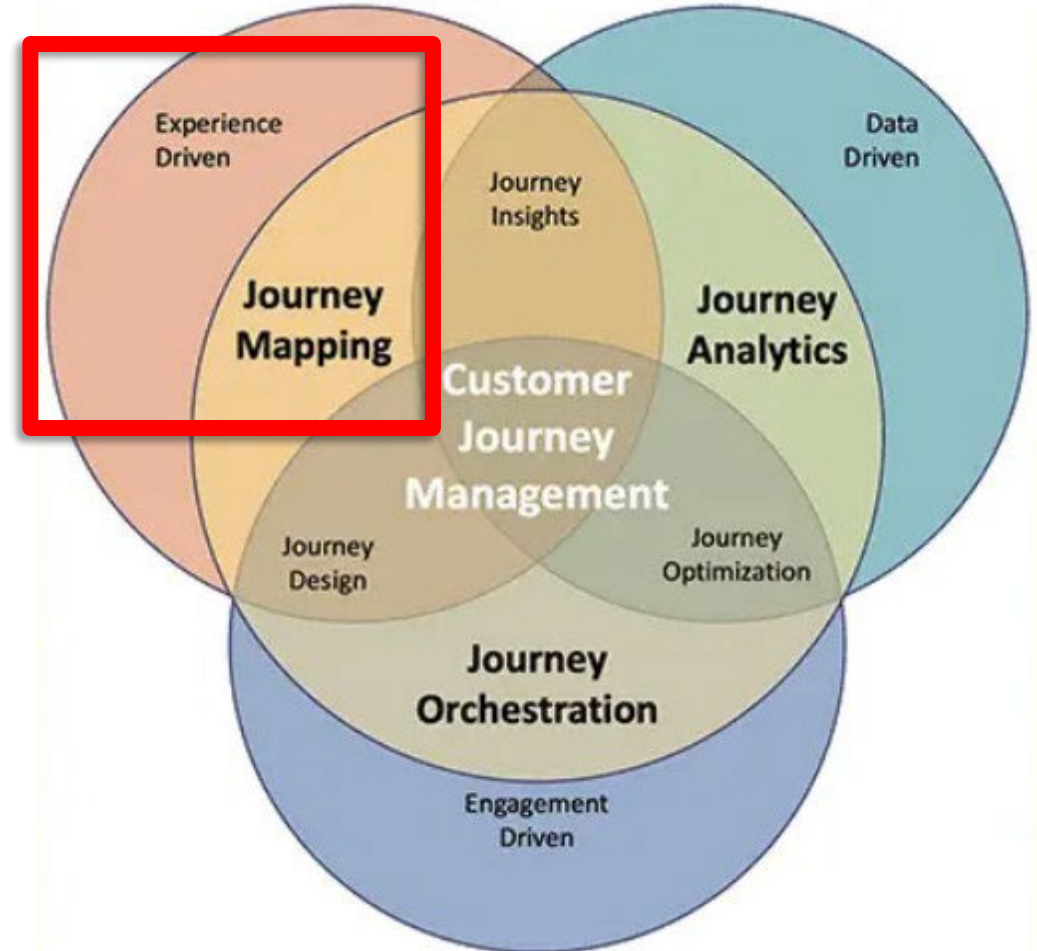 Experience
Driven
Data
Driven
Journey
Insights
Journey
Mapping
Journey
Analytics
Customer
Journey
Management
Journey
Design
Journey
Optimization
Journey
Orchestration
Engagement
Driven